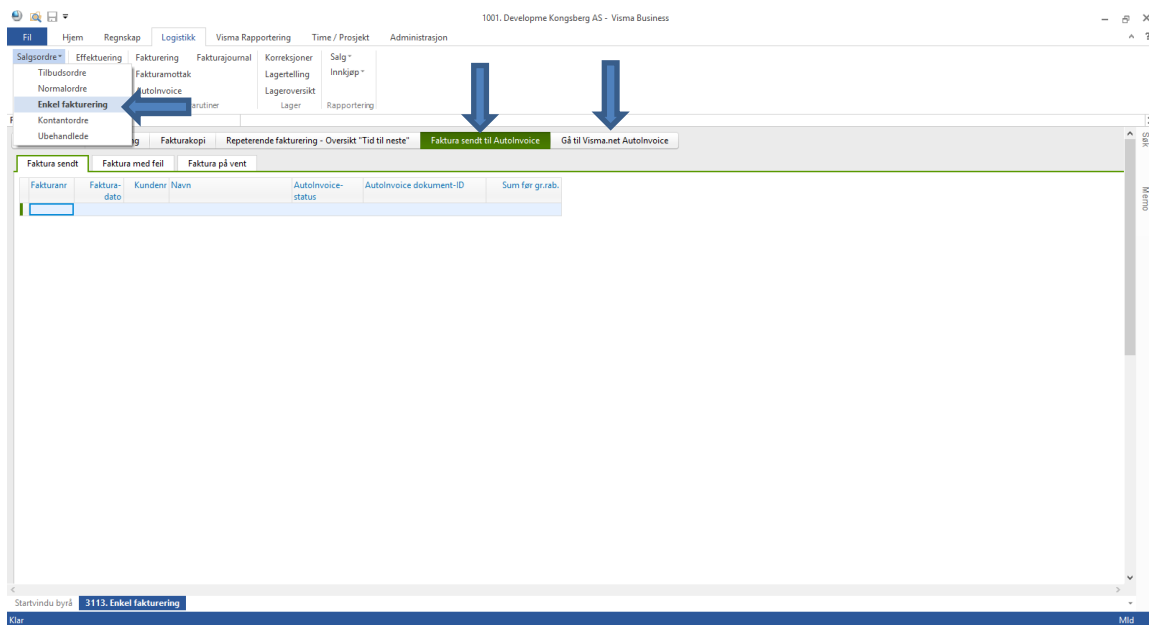 1001. Developme Kongsberg AS - Visma Business
Fil Hjem Regnskap Logistikk Visma Rapportering Time / Prosjekt Administrasjon
Salgsordre Effektuering Fakturering Fakturajournal Korreksjoner Salg
Tilbudsordre Fakturamottak Lagertelling Innkjøp
Normalordre AutoInvoice Lageroversikt
Enkel fakturering arutiner Lager Rapportering
Kontantordre
Ubehandlede
g Fakturakopi Repeterende fakturering - Oversikt "Tid til neste" Faktura sendt til AutoInvoice Gå til Visma.net AutoInvoice
Søk
Faktura sendt Faktura med feil Faktura på vent
Fakturanr Faktura-dato Kundenr Navn AutoInvoice-status AutoInvoice dokument-ID Sum før gr.rab.
Memo
Startvindu byrå 3113. Enkel fakturering
Klar Mld